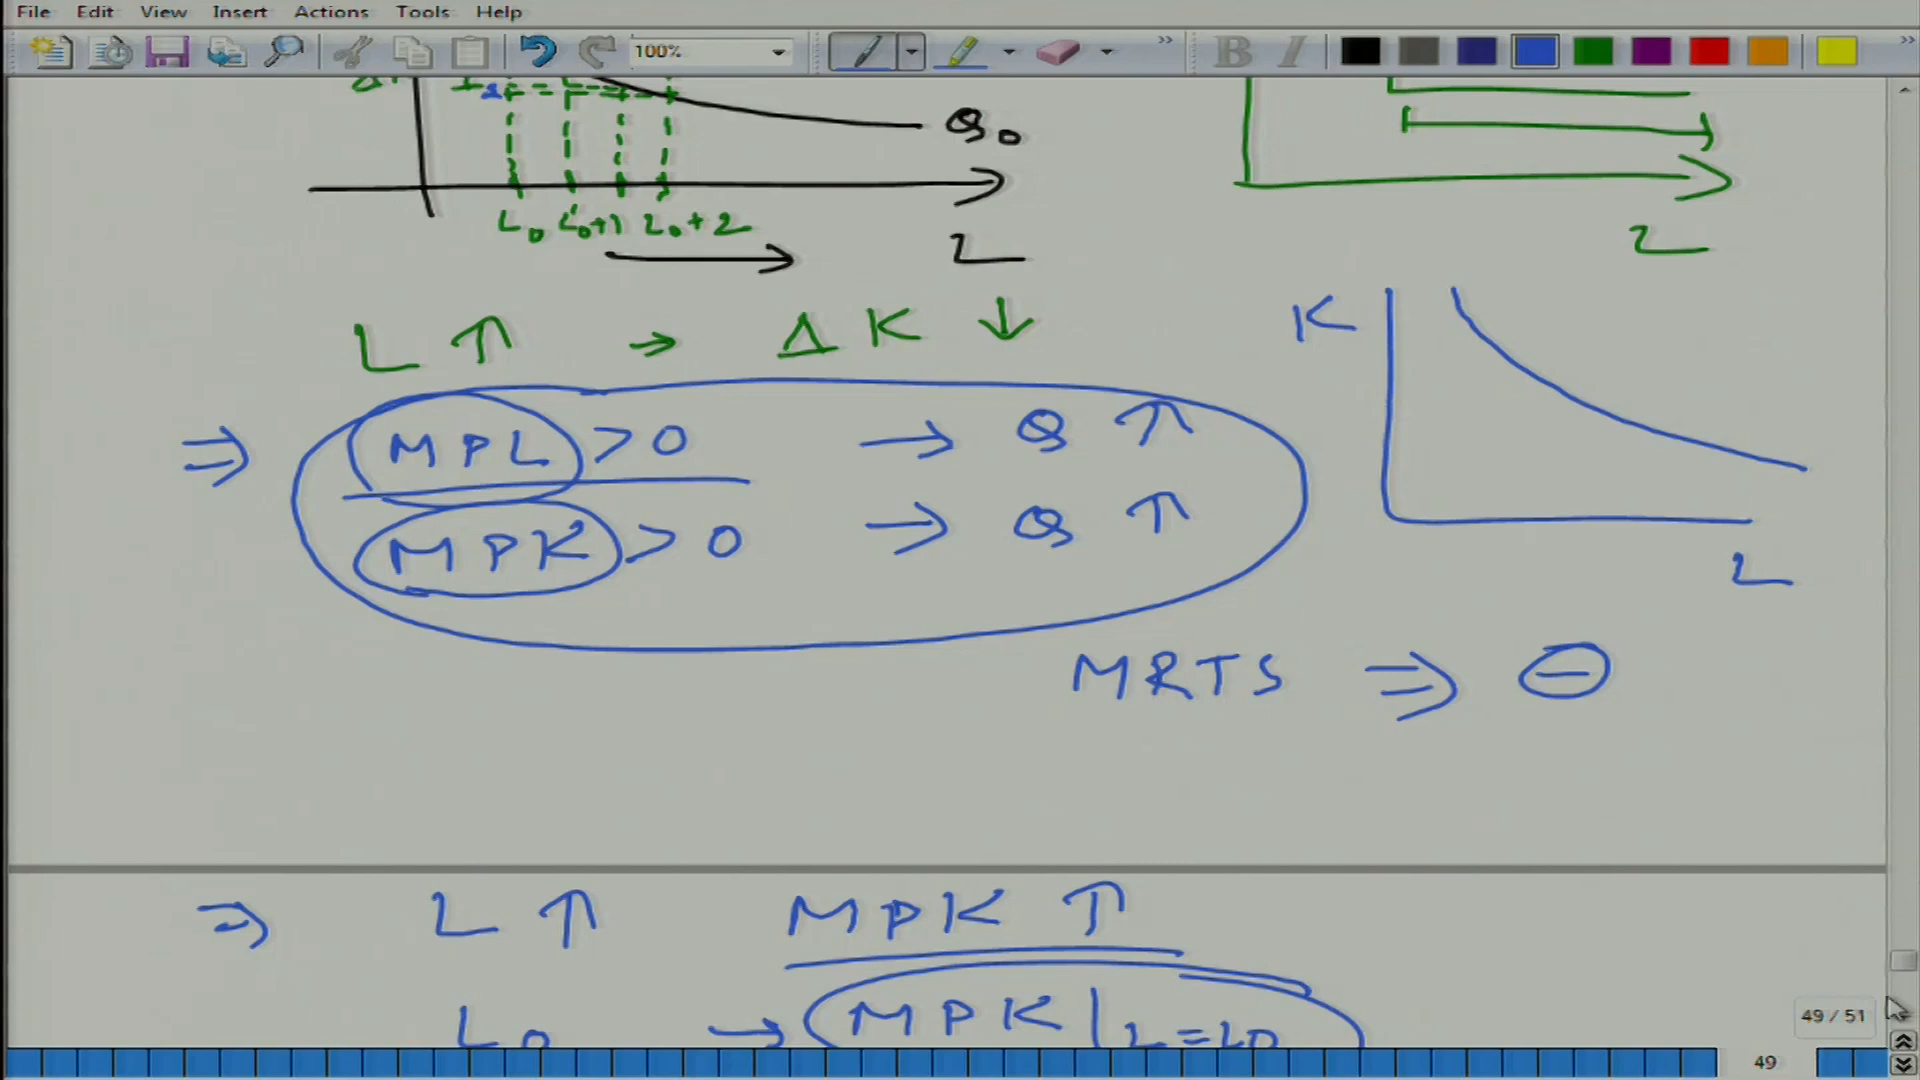 File Edit View Insert Actions Tools Help
100%
Q₀
L₀ L₀+1 L₀+2
L
L
L ↑ → Δ K ↓
K
⇒ MPL > 0 → Q ↑
MPK > 0 → Q ↑
L
MRTS ⇒ ⊖
⇒ L ↑ MPK ↑
L₀ → MPK | L=L0
49 / 51
49